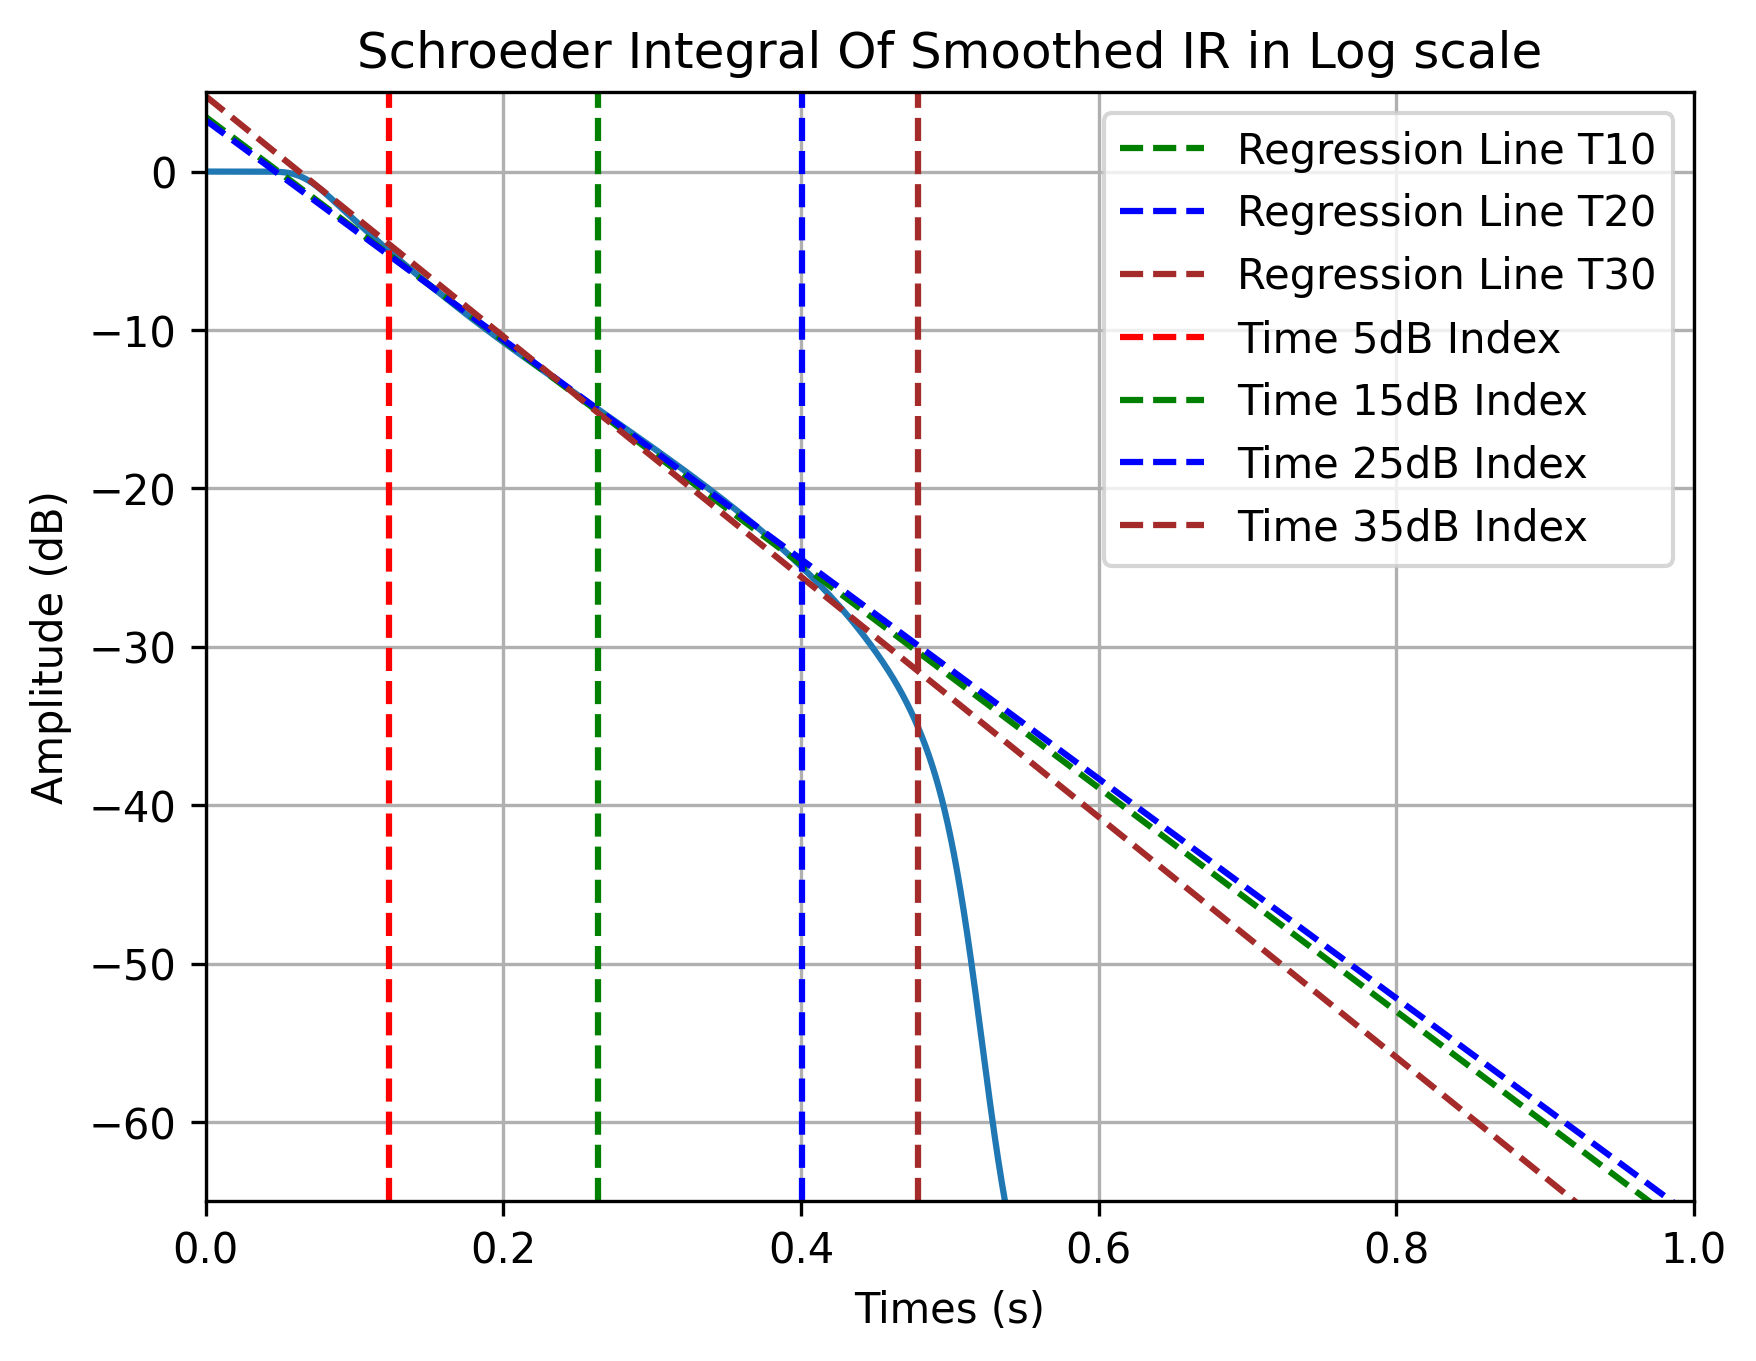 Schroeder Integral Of Smoothed IR in Log scale
Regression Line T10
Regression Line T20
Regression Line T30
Time 5dB Index
Time 15dB Index
Time 25dB Index
Time 35dB Index
0
−10
−20
−30
−40
−50
−60
Amplitude (dB)
0.0 0.2 0.4 0.6 0.8 1.0
Times (s)